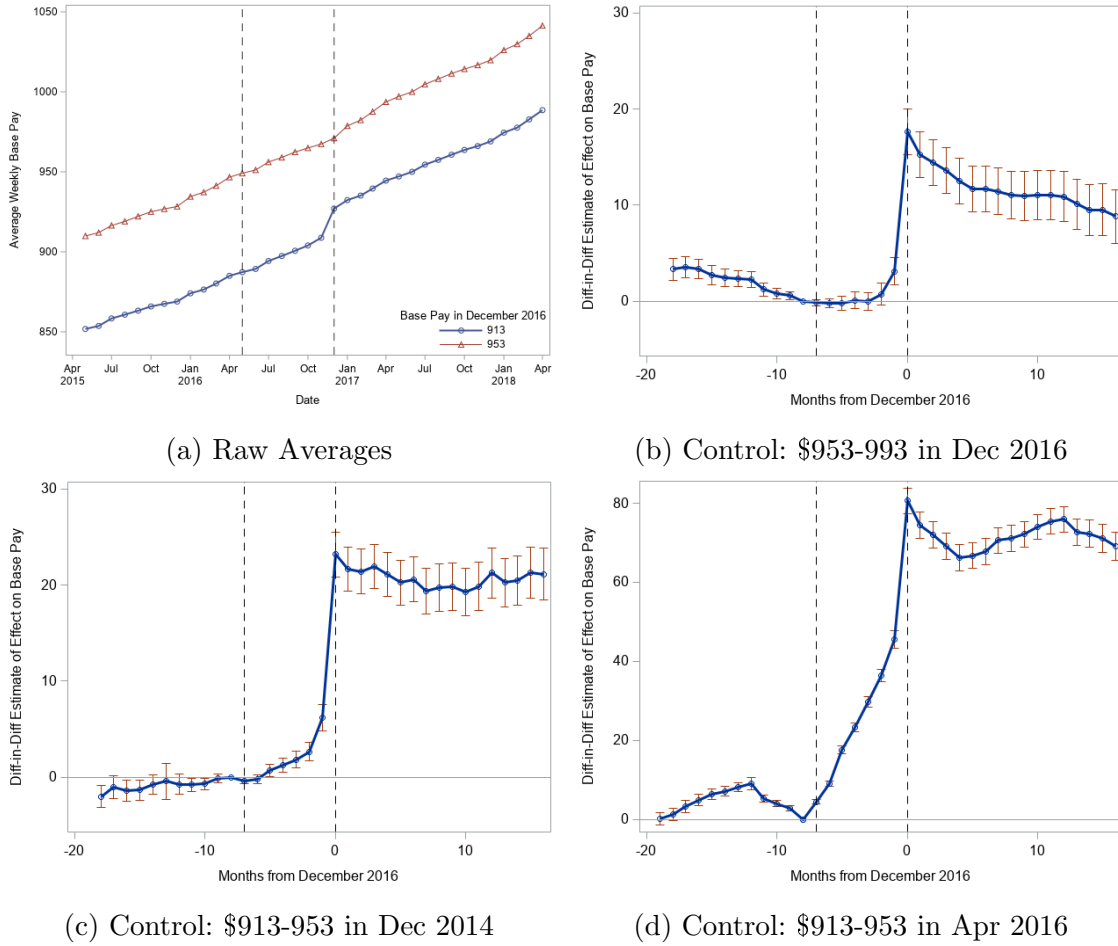 1050
1000
950
900
850
Average Weekly Base Pay
Base Pay in December 2016
913
953
Apr Jul Oct Jan Apr Jul Oct Jan Apr Jul Oct Jan Apr
2015 2016 2017 2018
Date
(a) Raw Averages
30
20
10
0
Diff-in-Diff Estimate of Effect on Base Pay
-20 -10 0 10
Months from December 2016
(b) Control: $953-993 in Dec 2016
30
20
10
0
Diff-in-Diff Estimate of Effect on Base Pay
-20 -10 0 10
Months from December 2016
(c) Control: $913-953 in Dec 2014
80
60
40
20
0
Diff-in-Diff Estimate of Effect on Base Pay
-20 -10 0 10
Months from December 2016
(d) Control: $913-953 in Apr 2016